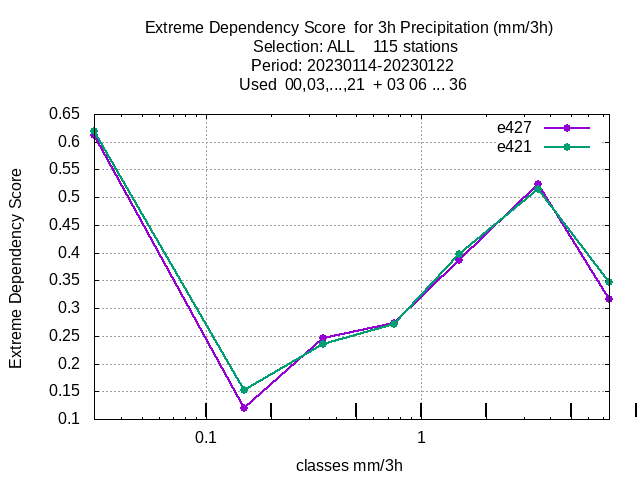 Extreme Dependency Score  for 3h Precipitation (mm/3h)
Selection: ALL    115 stations
Period: 20230114-20230122
Used  00,03,...,21  + 03 06 ... 36
e427
e421
Extreme Dependency Score
0.65
0.6
0.55
0.5
0.45
0.4
0.35
0.3
0.25
0.2
0.15
0.1
0.1
1
classes mm/3h